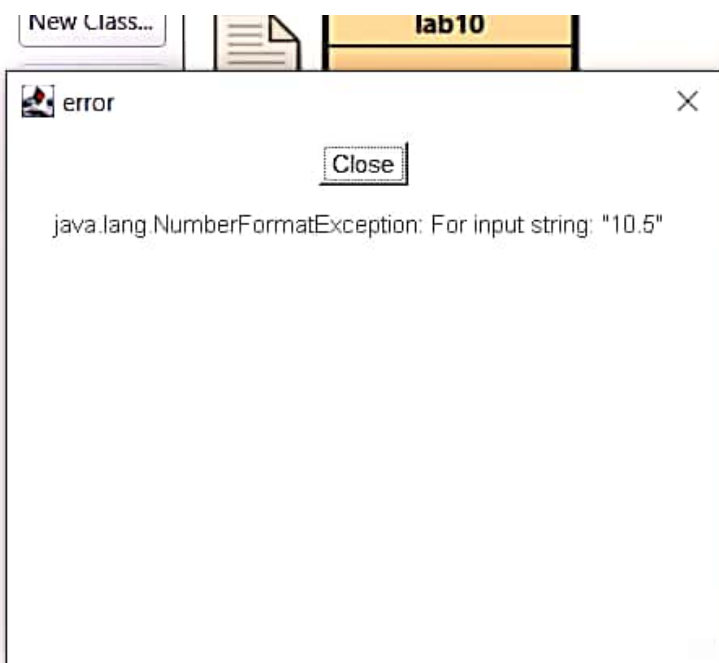 New Class...
lab10
error
Close
java.lang.NumberFormatException: For input string: "10.5"